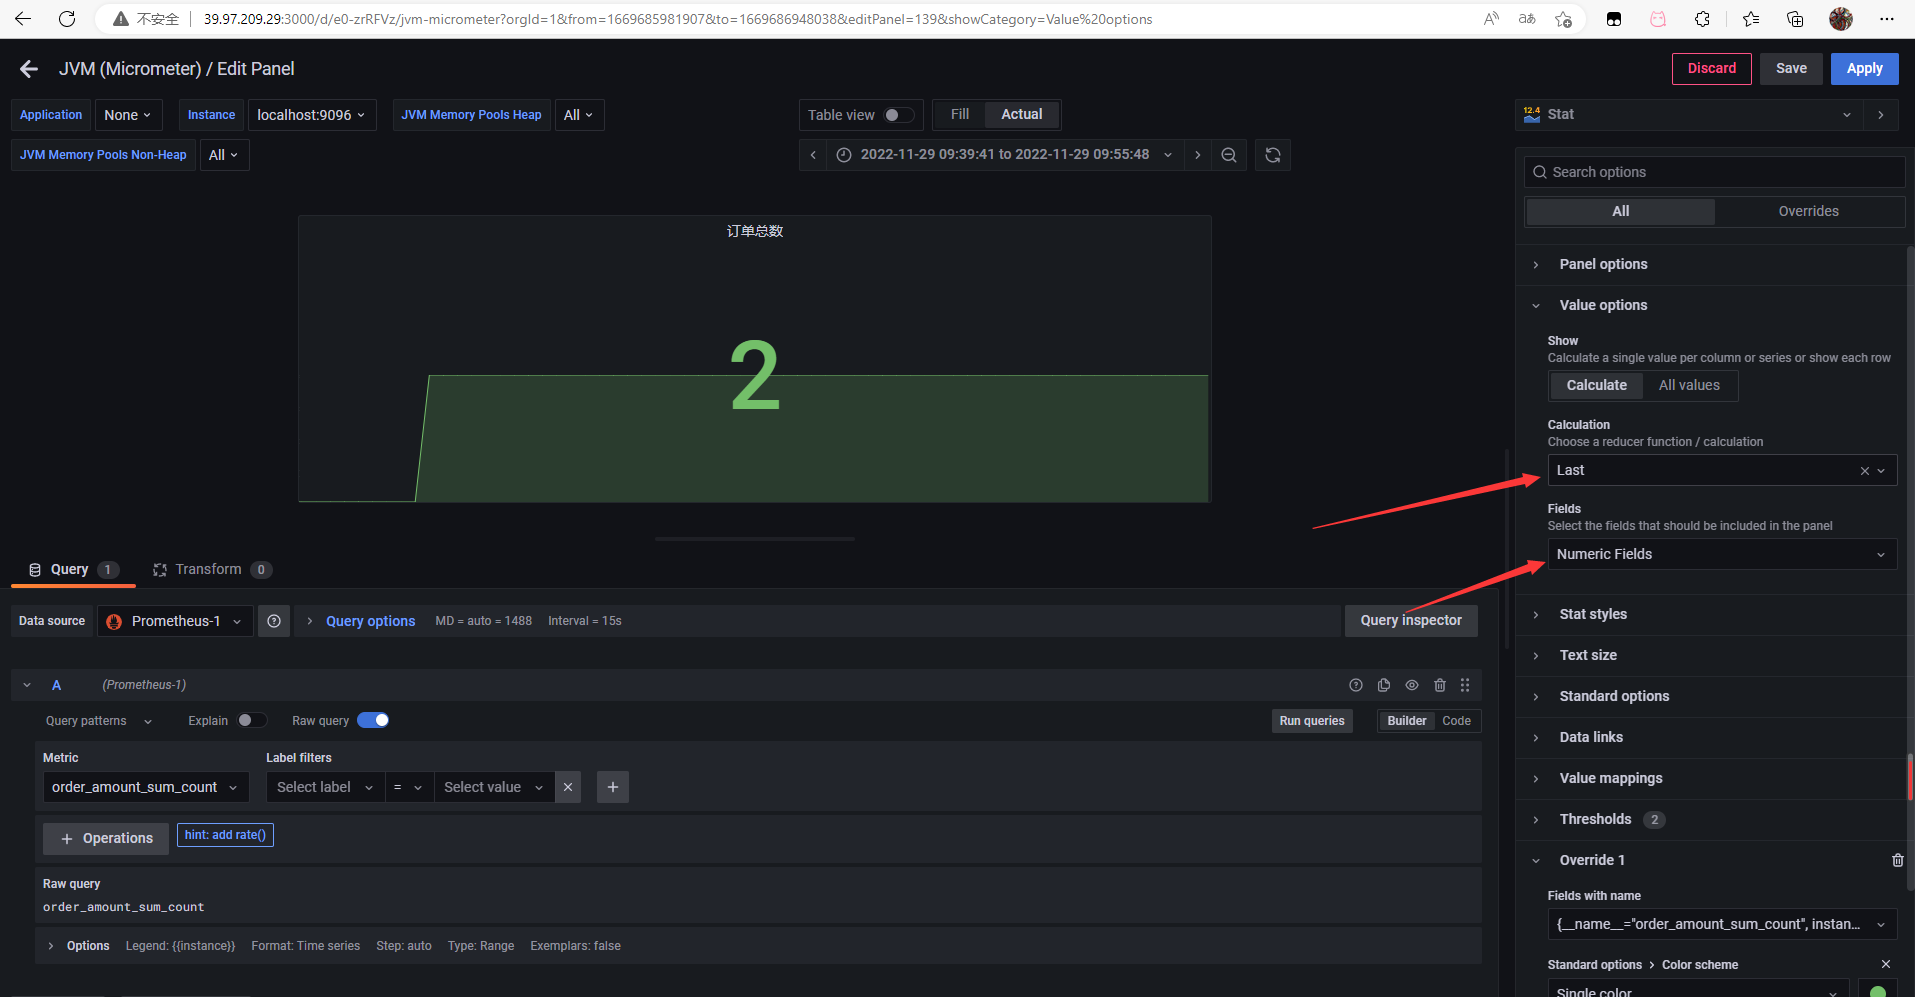 不安全 39.97.209.29:3000/d/e0-zrRFVz/jvm-micrometer?orgId=1&from=1669685981907&to=1669686948038&editPanel=139&showCategory=Value%20options
JVM (Micrometer) / Edit Panel
Discard Save Apply
Application None Instance localhost:9096 JVM Memory Pools Heap All
Table view Fill Actual
12.4 Stat
JVM Memory Pools Non-Heap All
2022-11-29 09:39:41 to 2022-11-29 09:55:48
Search options
All Overrides
订单总数
2
Panel options
Value options
Show
Calculate a single value per column or series or show each row
Calculate All values
Calculation
Choose a reducer function / calculation
Last
Fields
Select the fields that should be included in the panel
Numeric Fields
Stat styles
Text size
Standard options
Data links
Value mappings
Thresholds 2
Override 1
Fields with name
{__name__="order_amount_sum_count", instan...
Standard options > Color scheme
Single color
Query 1 Transform 0
Data source Prometheus-1 Query options MD = auto = 1488 Interval = 15s Query inspector
A (Prometheus-1)
Query patterns Explain Raw query Run queries Builder Code
Metric Label filters
order_amount_sum_count Select label = Select value
+ Operations hint: add rate()
Raw query
order_amount_sum_count
Options Legend: {{instance}} Format: Time series Step: auto Type: Range Exemplars: false